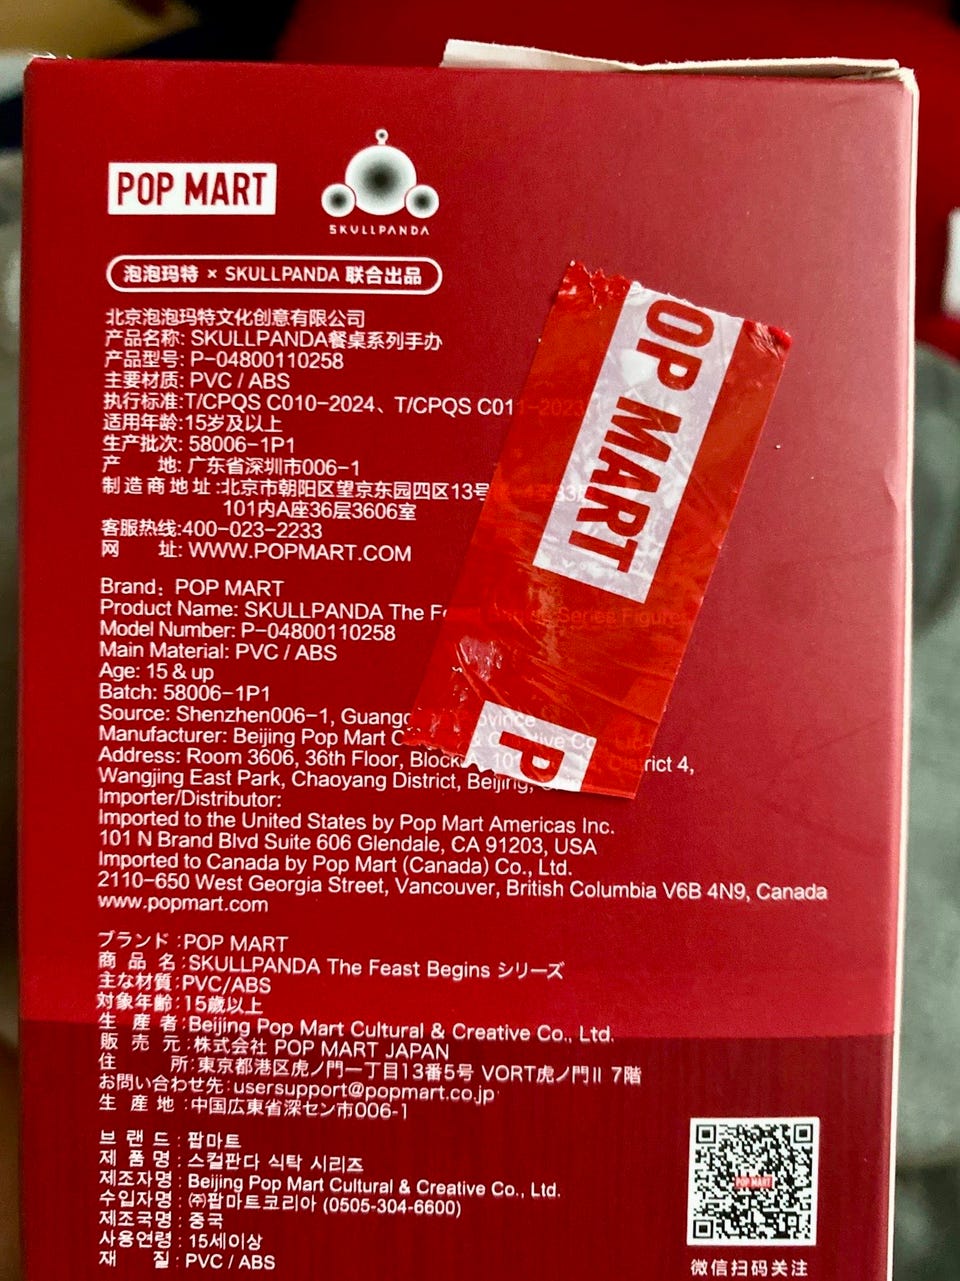 POP MART
SKULLPANDA
泡泡玛特 × SKULLPANDA 联合出品
北京泡泡玛特文化创意有限公司
产品名称: SKULLPANDA餐桌系列手办
产品型号: P-04800110258
主要材质: PVC / ABS
执行标准:T/CPQS C010-2024、T/CPQS C011-2023
适用年龄:15岁及以上
生产批次: 58006-1P1
产 地: 广东省深圳市006-1
制造商地址:北京市朝阳区望京东园四区13号
101内A座36层3606室
客服热线:400-023-2233
网 址: WWW.POPMART.COM
Brand: POP MART
Product Name: SKULLPANDA The Series Figure
Model Number: P-04800110258
Main Material: PVC / ABS
Age: 15 & up
Batch: 58006-1P1
Source: Shenzhen006-1, Province
Manufacturer: Beijing Pop Mart
Address: Room 3606, 36th Floor, Block A, District 4,
Wangjing East Park, Chaoyang District, Beijing,
Importer/Distributor:
Imported to the United States by Pop Mart Americas Inc.
101 N Brand Blvd Suite 606 Glendale, CA 91203, USA
Imported to Canada by Pop Mart (Canada) Co., Ltd.
2110-650 West Georgia Street, Vancouver, British Columbia V6B 4N9, Canada
www.popmart.com
ブランド:POP MART
商 品 名:SKULLPANDA The Feast Begins シリーズ
主な材質:PVC/ABS
対象年齢:15歳以上
生 産 者:Beijing Pop Mart Cultural & Creative Co., Ltd.
販 売 元:株式会社 POP MART JAPAN
住 所:東京都港区虎ノ門一丁目13番5号 VORT虎ノ門II 7階
お問い合わせ先:usersupport@popmart.co.jp
生 産 地:中国広東省深セン市006-1
브 랜 드 : 팝마트
제 품 명 : 스컬판다 식탁 시리즈
제조자명 : Beijing Pop Mart Cultural & Creative Co., Ltd.
수입자명 : ㈜팝마트코리아 (0505-304-6600)
제조국명 : 중국
사용연령 : 15세이상
재 질 : PVC / ABS
OP MART
P
POP MART
微信扫码关注